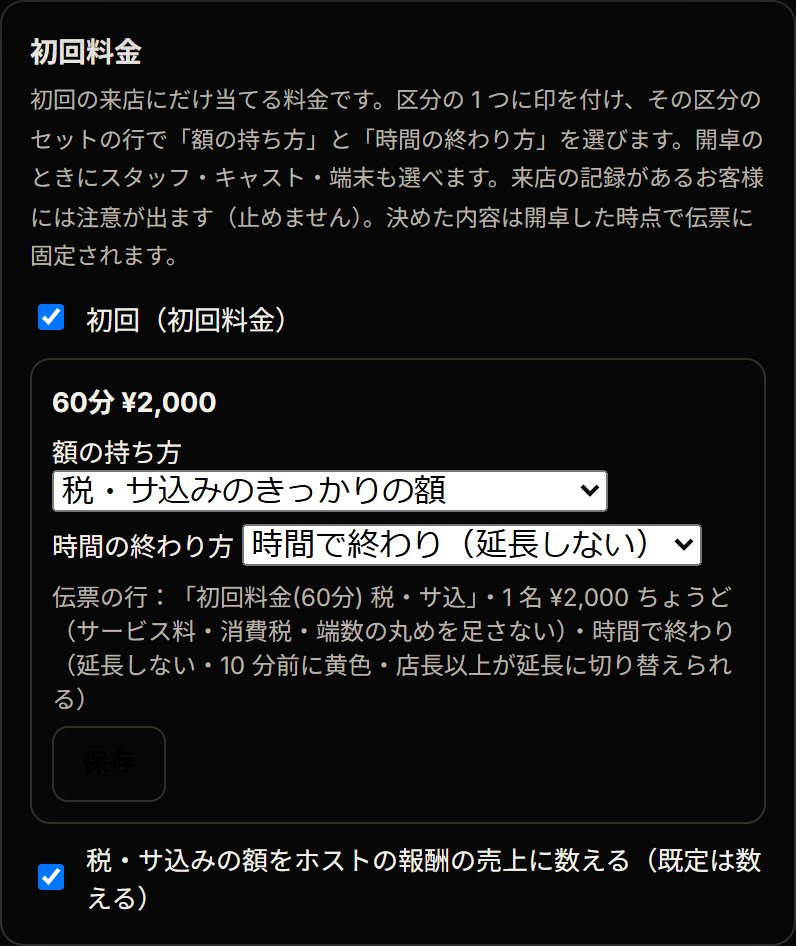 初回料金
初回の来店にだけ当てる料金です。区分の 1 つに印を付け、その区分の
セットの行で「額の持ち方」と「時間の終わり方」を選びます。開卓の
ときにスタッフ・キャスト・端末も選べます。来店の記録があるお客様
には注意が出ます（止めません）。決めた内容は開卓した時点で伝票に
固定されます。
初回（初回料金）
60分 ¥2,000
額の持ち方
税・サ込みのきっかりの額
時間の終わり方 時間で終わり（延長しない）
伝票の行：「初回料金(60分) 税・サ込」・1 名 ¥2,000 ちょうど
（サービス料・消費税・端数の丸めを足さない）・時間で終わり
（延長しない・10 分前に黄色・店長以上が延長に切り替えられ
る）
保存
税・サ込みの額をホストの報酬の売上に数える（既定は数
える）